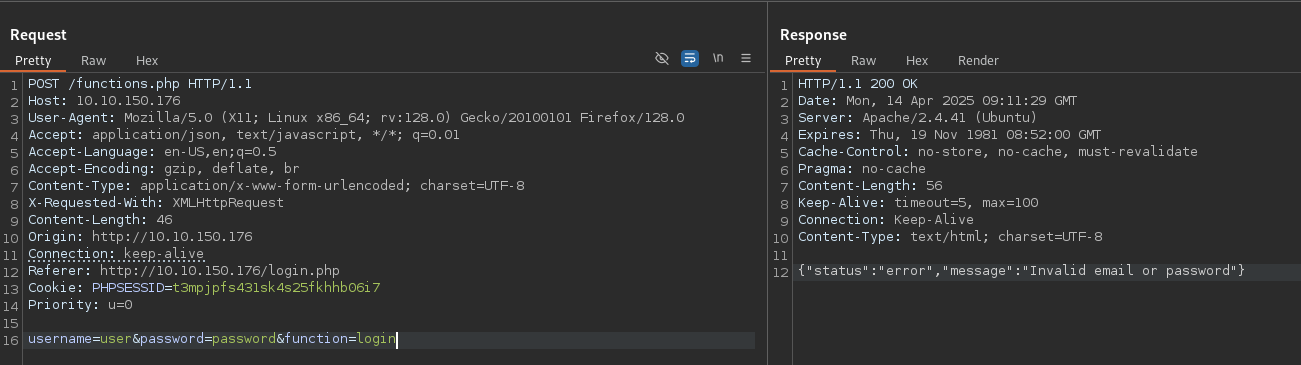 Request
Pretty Raw Hex
\n
1 POST /functions.php HTTP/1.1
2 Host: 10.10.150.176
3 User-Agent: Mozilla/5.0 (X11; Linux x86_64; rv:128.0) Gecko/20100101 Firefox/128.0
4 Accept: application/json, text/javascript, */*; q=0.01
5 Accept-Language: en-US,en;q=0.5
6 Accept-Encoding: gzip, deflate, br
7 Content-Type: application/x-www-form-urlencoded; charset=UTF-8
8 X-Requested-With: XMLHttpRequest
9 Content-Length: 46
10 Origin: http://10.10.150.176
11 Connection: keep-alive
12 Referer: http://10.10.150.176/login.php
13 Cookie: PHPSESSID=t3mpjpfs431sk4s25fkhhb06i7
14 Priority: u=0
15
16 username=user&password=password&function=login
Response
Pretty Raw Hex Render
1 HTTP/1.1 200 OK
2 Date: Mon, 14 Apr 2025 09:11:29 GMT
3 Server: Apache/2.4.41 (Ubuntu)
4 Expires: Thu, 19 Nov 1981 08:52:00 GMT
5 Cache-Control: no-store, no-cache, must-revalidate
6 Pragma: no-cache
7 Content-Length: 56
8 Keep-Alive: timeout=5, max=100
9 Connection: Keep-Alive
10 Content-Type: text/html; charset=UTF-8
11
12 {"status":"error","message":"Invalid email or password"}